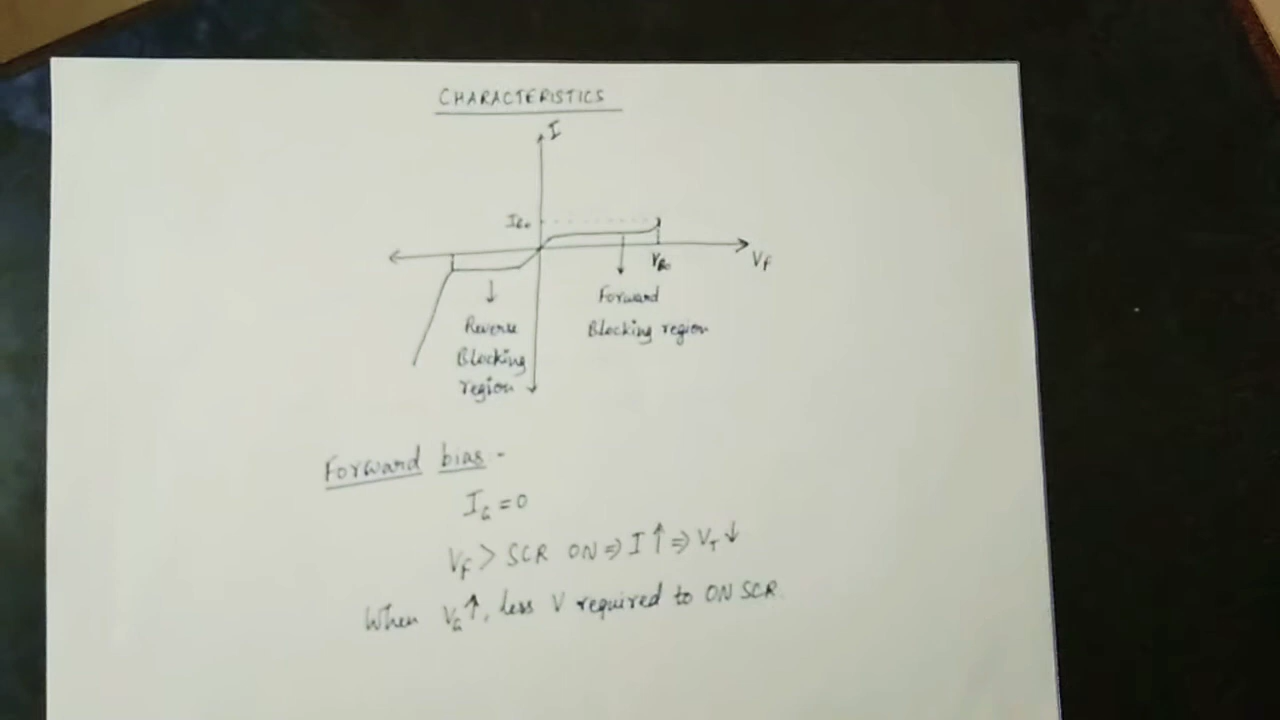 CHARACTERISTICS
I
IBo
VBo
Vf
Forward
Blocking region
Reverse
Blocking
region
Forward bias -
IG = 0
VF > SCR ON ⇒ I ↑ ⇒ VT ↓
When VG ↑, less V required to ON SCR